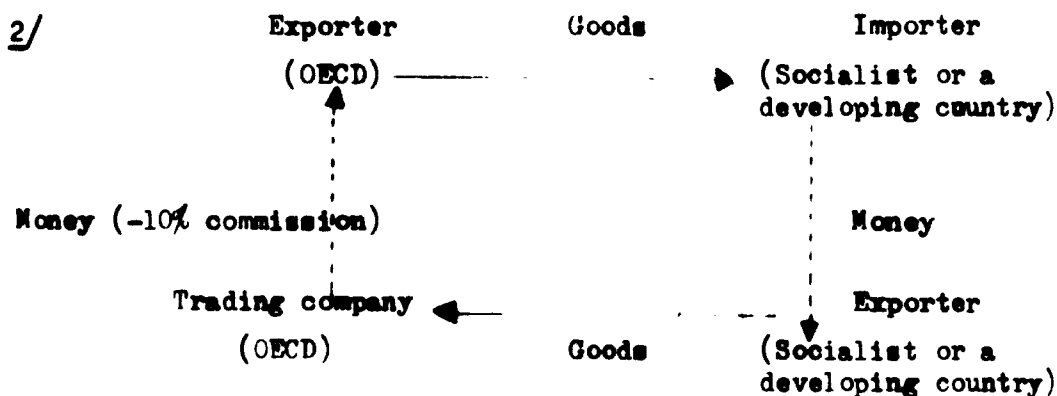 2/ Exporter Goods Importer
(OECD) (Socialist or a
developing country)
Money (-10% commission) Money
Trading company Exporter
(OECD) Goods (Socialist or a
developing country)